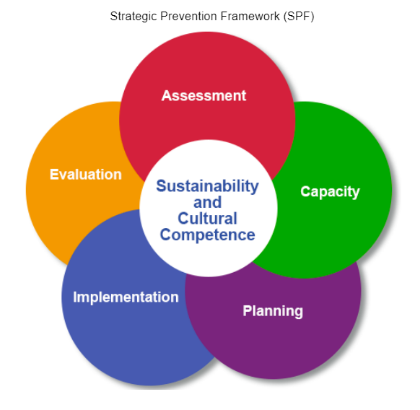 Strategic Prevention Framework (SPF)
Assessment
Capacity
Planning
Implementation
Evaluation
Sustainability
and
Cultural
Competence